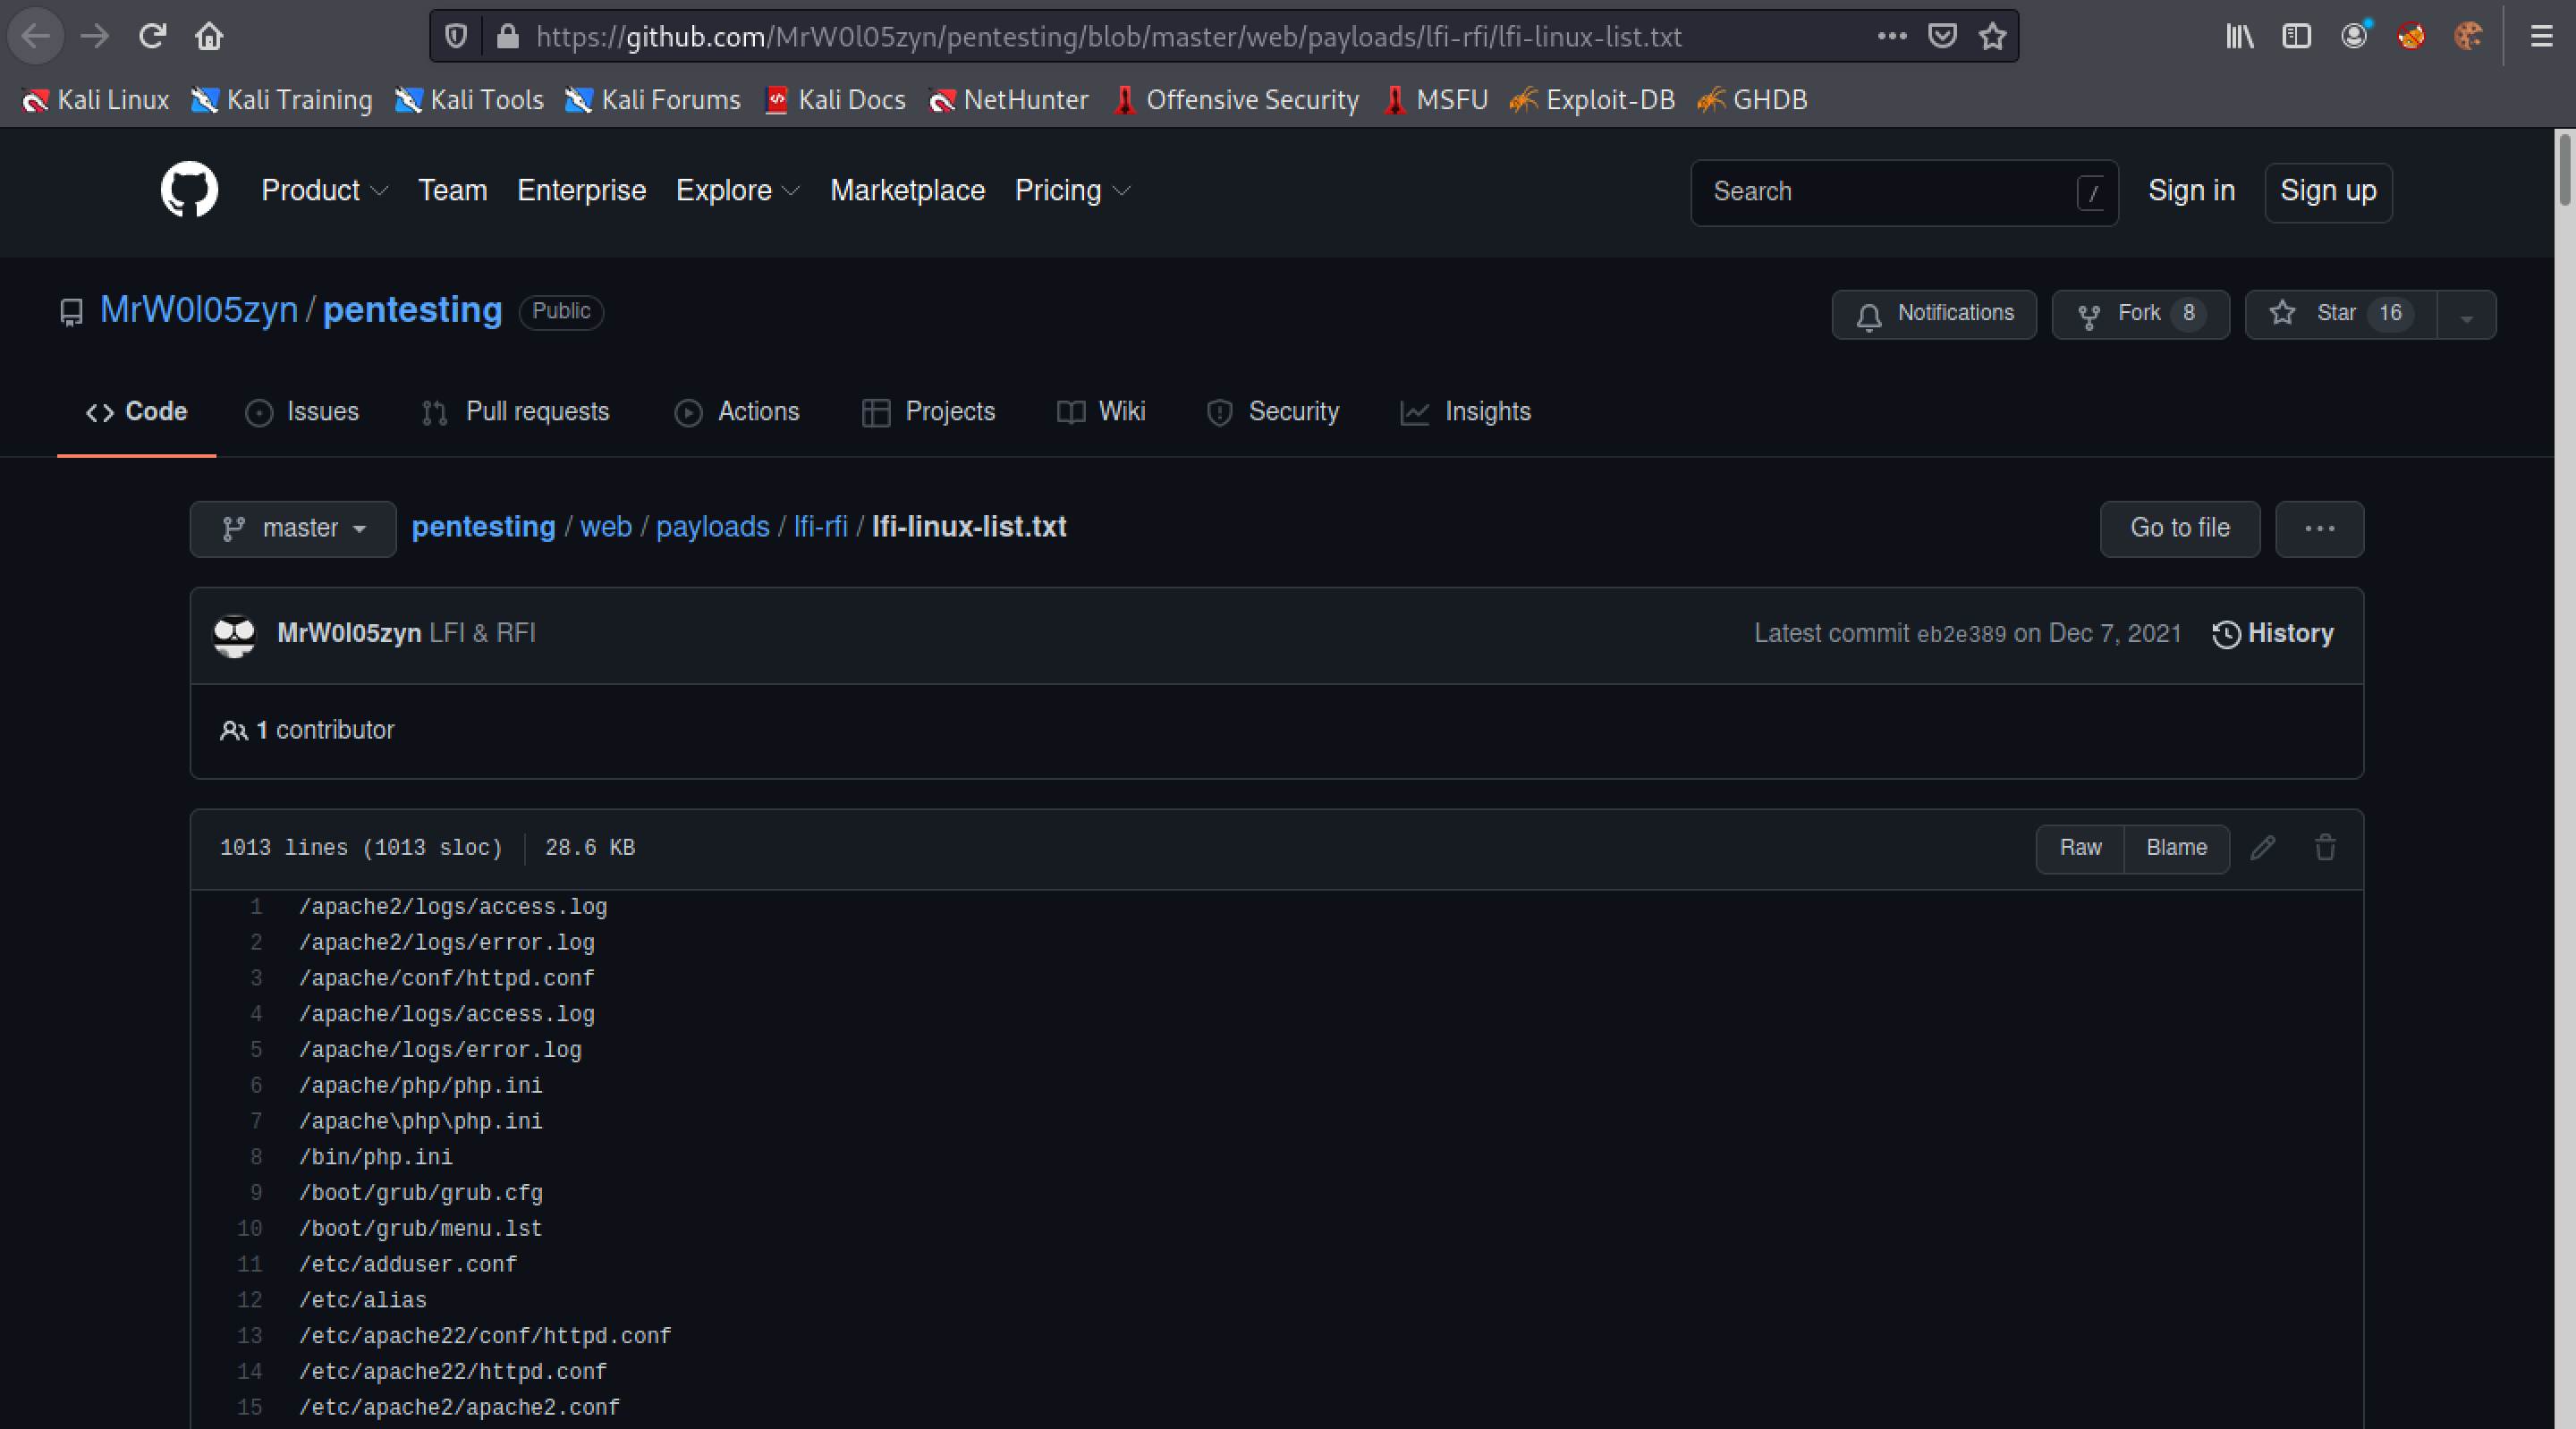 https://github.com/MrW0l05zyn/pentesting/blob/master/web/payloads/lfi-rfi/lfi-linux-list.txt
Kali Linux Kali Training Kali Tools Kali Forums Kali Docs NetHunter Offensive Security MSFU Exploit-DB GHDB
Product Team Enterprise Explore Marketplace Pricing Search / Sign in Sign up
MrW0l05zyn / pentesting Public Notifications Fork 8 Star 16
Code Issues Pull requests Actions Projects Wiki Security Insights
master pentesting / web / payloads / lfi-rfi / lfi-linux-list.txt Go to file
MrW0l05zyn LFI & RFI Latest commit eb2e389 on Dec 7, 2021 History
1 contributor
1013 lines (1013 sloc) 28.6 KB Raw Blame
1 /apache2/logs/access.log
2 /apache2/logs/error.log
3 /apache/conf/httpd.conf
4 /apache/logs/access.log
5 /apache/logs/error.log
6 /apache/php/php.ini
7 /apache\php\php.ini
8 /bin/php.ini
9 /boot/grub/grub.cfg
10 /boot/grub/menu.lst
11 /etc/adduser.conf
12 /etc/alias
13 /etc/apache22/conf/httpd.conf
14 /etc/apache22/httpd.conf
15 /etc/apache2/apache2.conf